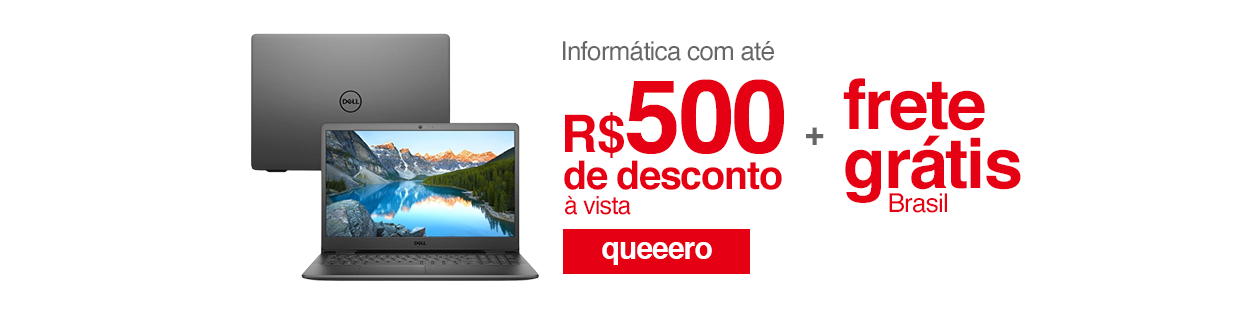 DELL
DELL
Informática com até
R$500
de desconto
à vista
queeero
+
frete
grátis
Brasil